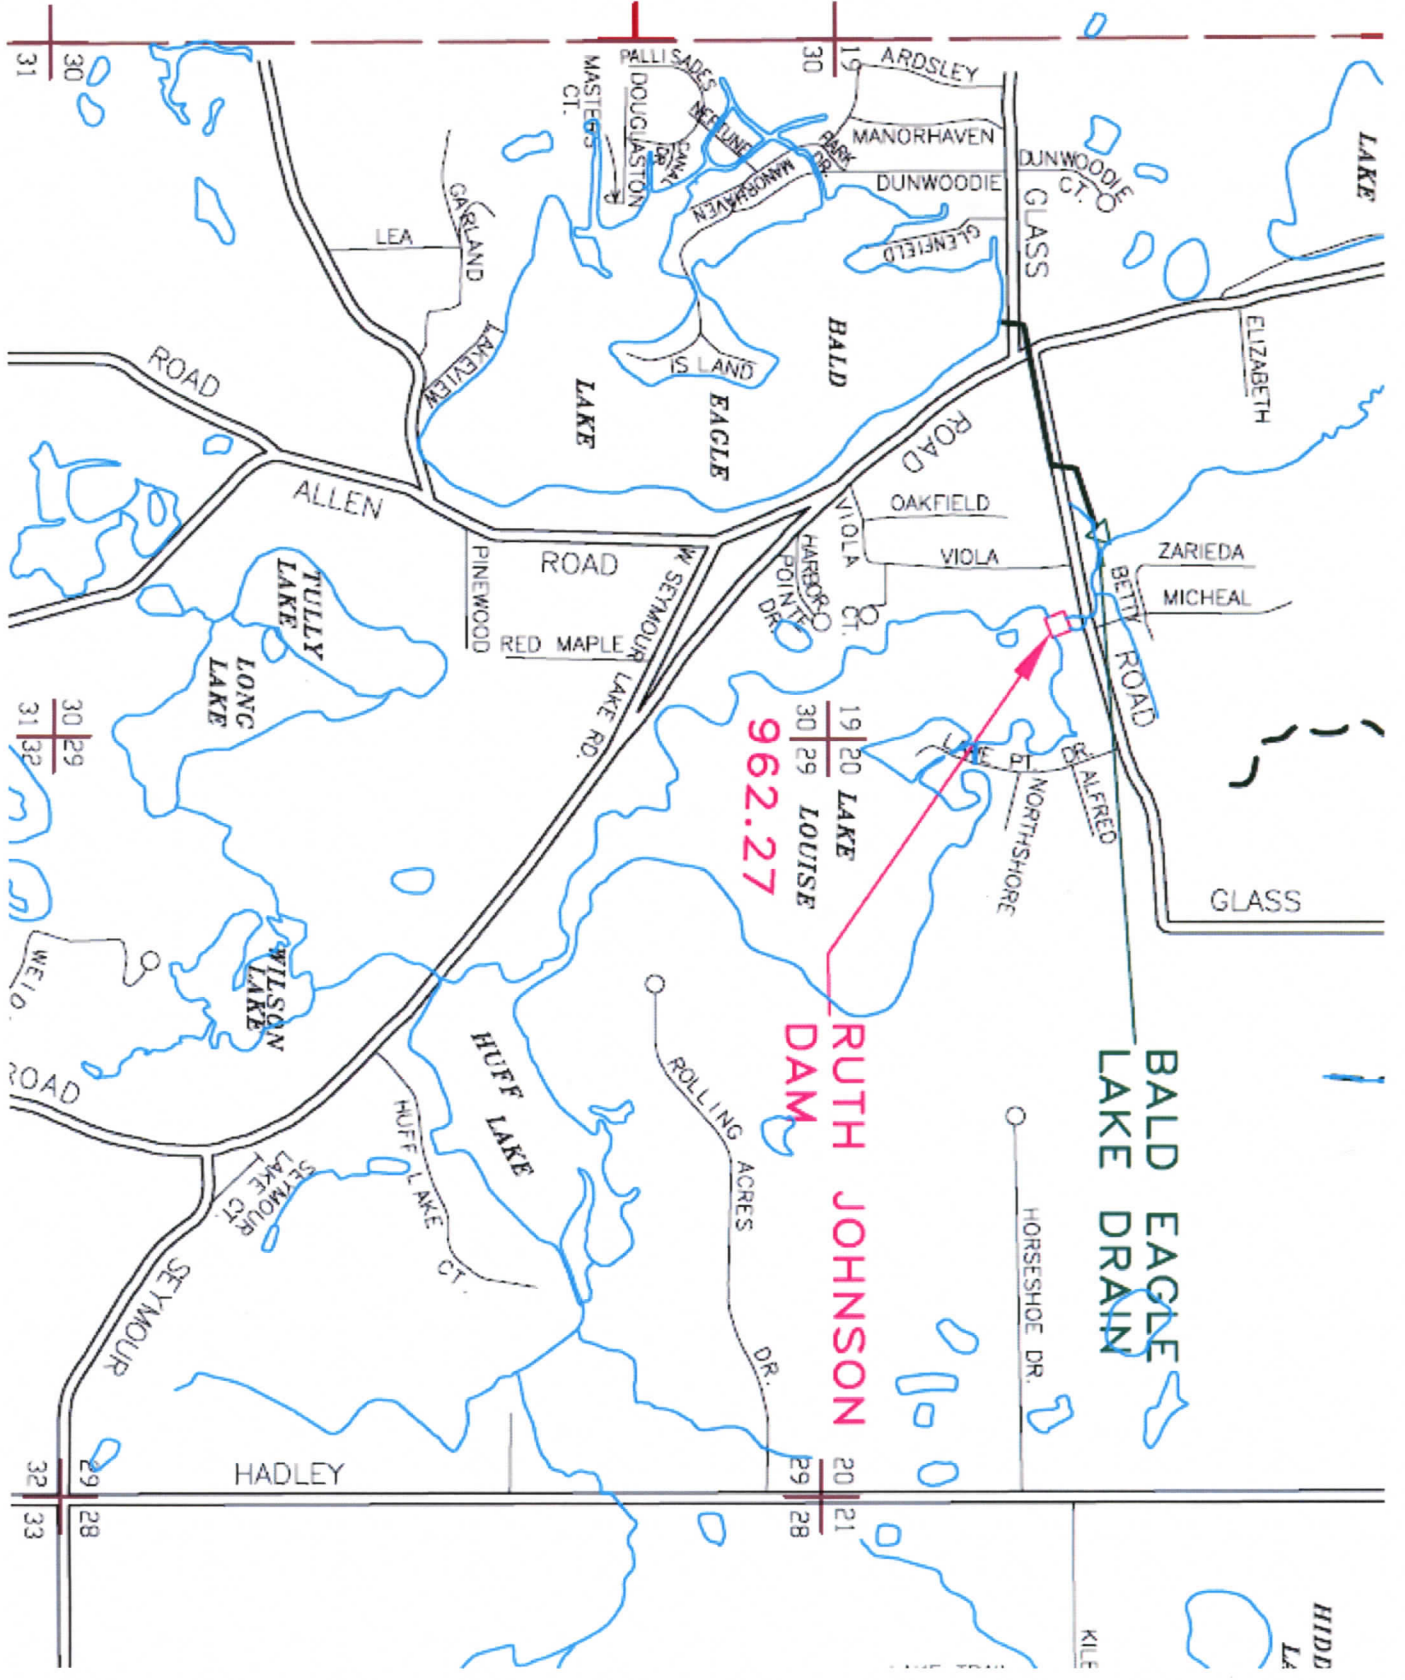 31
30
30
19
PALLISADES
MASTERS
CT.
DOUGLASTON
CANAL
DR.
NEPTUNE
MANORHAVEN
PARK
DR.
ARDSLEY
MANORHAVEN
DUNWOODIE
DUNWOODIE
CT.
GLENFIELD
GLASS
LAKE
GARLAND
LEA
LAKEVIEW
ISLAND
BALD
EAGLE
LAKE
ELIZABETH
ROAD
ROAD
ALLEN
ROAD
PINEWOOD
RED MAPLE
W. SEYMOUR LAKE RD.
HARBOR
POINTE
DR.
VIOLA
CT.
OAKFIELD
VIOLA
ZARIEDA
MICHEAL
BETTY
ROAD
TULLY
LAKE
LONG
LAKE
30
29
31
32
19
20
30
29
962.27
LAKE
LOUISE
LAKE PT.
DR.
ALFRED
NORTHSHORE
GLASS
WILSON
LAKE
ROAD
HUFF LAKE
HUFF LAKE
CT.
SEYMOUR
LAKE CT.
SEYMOUR
ROLLING
ACRES
DR.
RUTH JOHNSON
DAM
BALD EAGLE
LAKE DRAIN
HORSESHOE DR.
HADLEY
29
28
32
33
20
21
29
28